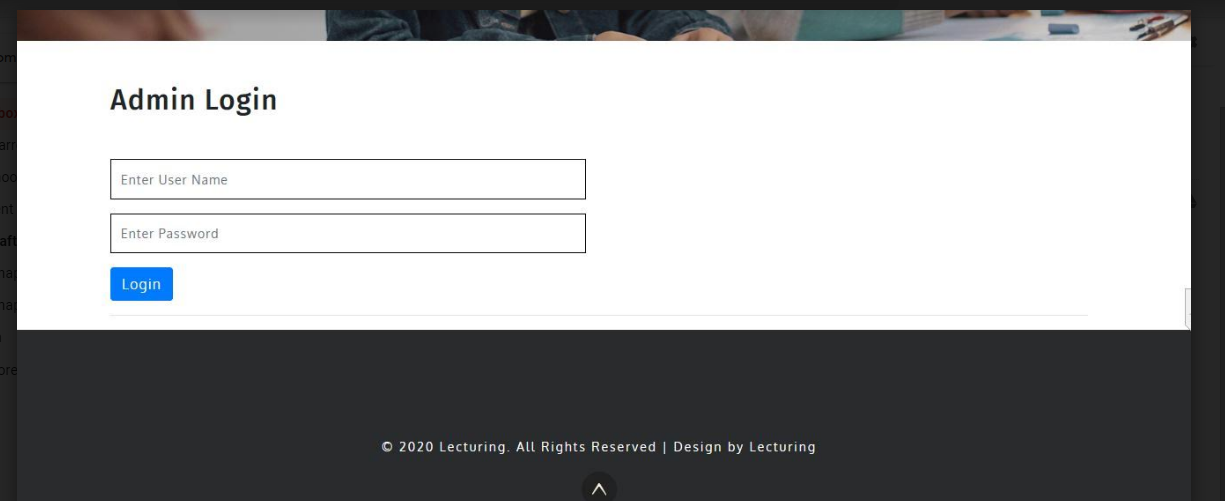 Admin Login
Enter User Name
Enter Password
Login
© 2020 Lecturing. All Rights Reserved | Design by Lecturing